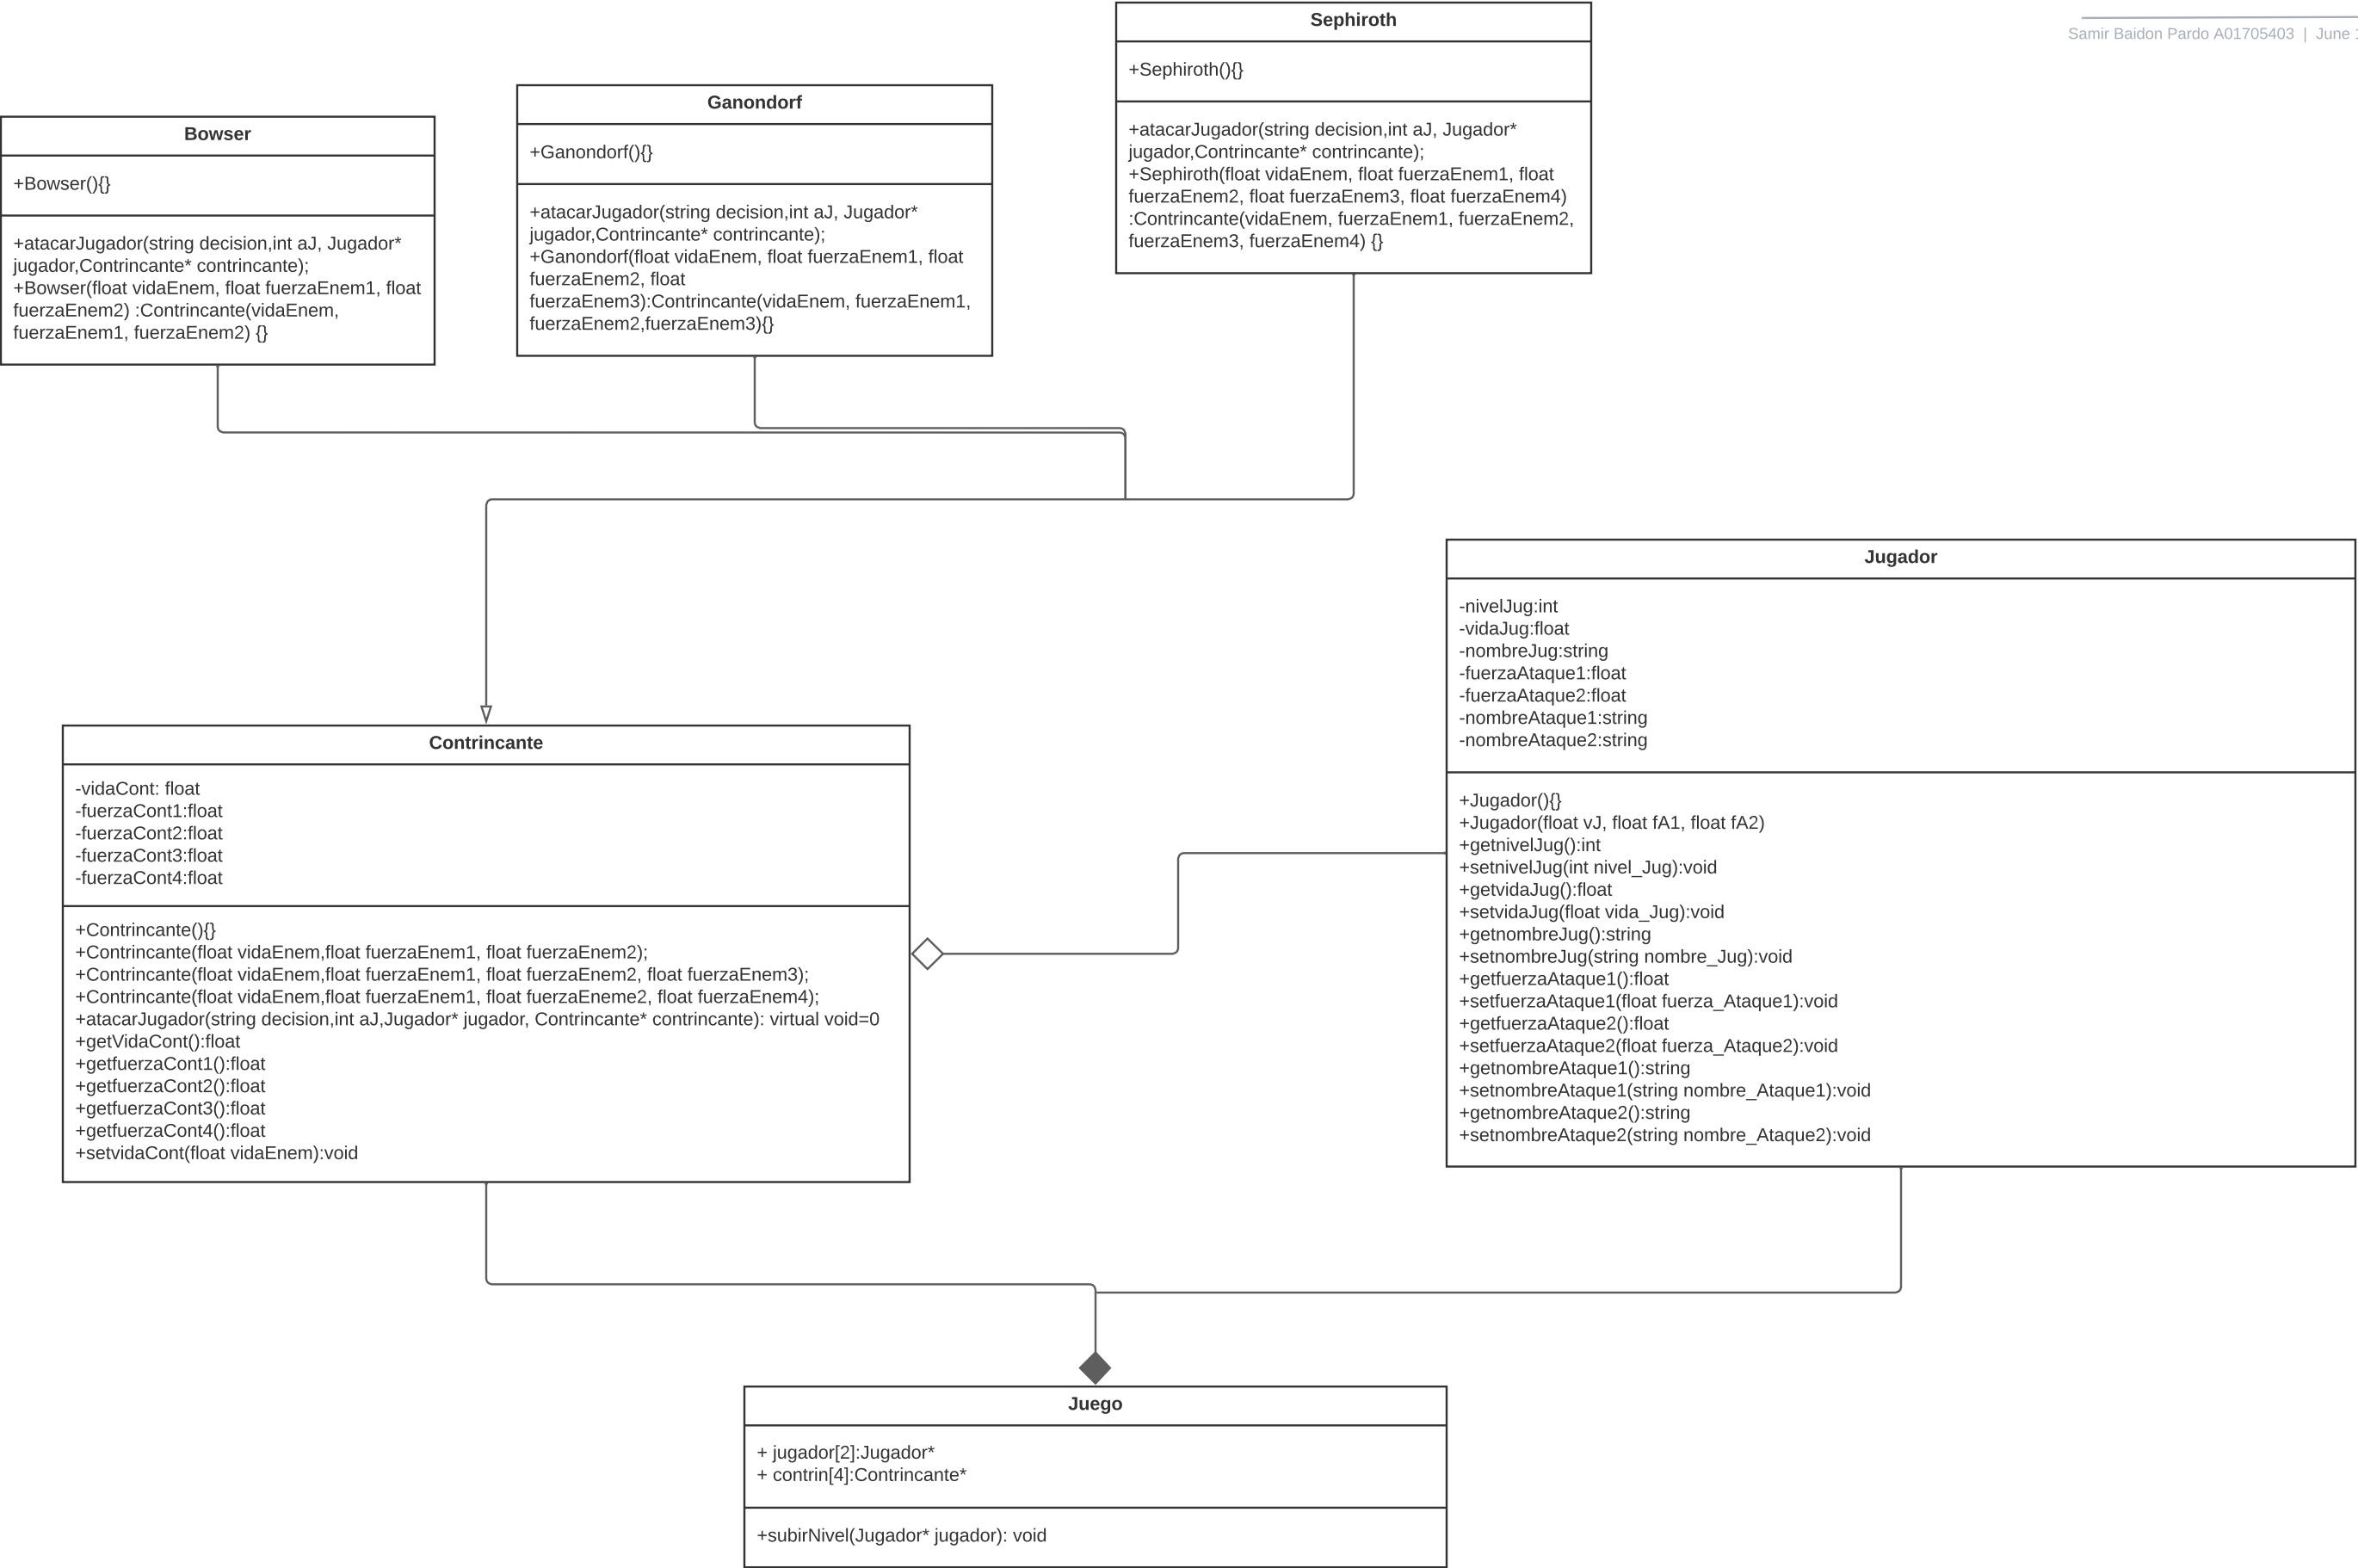 Sephiroth
+Sephiroth(){}
+atacarJugador(string decision,int aJ, Jugador*
jugador,Contrincante* contrincante);
+Sephiroth(float vidaEnem, float fuerzaEnem1, float
fuerzaEnem2, float fuerzaEnem3, float fuerzaEnem4)
:Contrincante(vidaEnem, fuerzaEnem1, fuerzaEnem2,
fuerzaEnem3, fuerzaEnem4) {}
Samir Baidon Pardo A01705403 | June 1
Ganondorf
+Ganondorf(){}
+atacarJugador(string decision,int aJ, Jugador*
jugador,Contrincante* contrincante);
+Ganondorf(float vidaEnem, float fuerzaEnem1, float
fuerzaEnem2, float
fuerzaEnem3):Contrincante(vidaEnem, fuerzaEnem1,
fuerzaEnem2,fuerzaEnem3){}
Bowser
+Bowser(){}
+atacarJugador(string decision,int aJ, Jugador*
jugador,Contrincante* contrincante);
+Bowser(float vidaEnem, float fuerzaEnem1, float
fuerzaEnem2) :Contrincante(vidaEnem,
fuerzaEnem1, fuerzaEnem2) {}
Jugador
-nivelJug:int
-vidaJug:float
-nombreJug:string
-fuerzaAtaque1:float
-fuerzaAtaque2:float
-nombreAtaque1:string
-nombreAtaque2:string
+Jugador(){}
+Jugador(float vJ, float fA1, float fA2)
+getnivelJug():int
+setnivelJug(int nivel_Jug):void
+getvidaJug():float
+setvidaJug(float vida_Jug):void
+getnombreJug():string
+setnombreJug(string nombre_Jug):void
+getfuerzaAtaque1():float
+setfuerzaAtaque1(float fuerza_Ataque1):void
+getfuerzaAtaque2():float
+setfuerzaAtaque2(float fuerza_Ataque2):void
+getnombreAtaque1():string
+setnombreAtaque1(string nombre_Ataque1):void
+getnombreAtaque2():string
+setnombreAtaque2(string nombre_Ataque2):void
Contrincante
-vidaCont: float
-fuerzaCont1:float
-fuerzaCont2:float
-fuerzaCont3:float
-fuerzaCont4:float
+Contrincante(){}
+Contrincante(float vidaEnem,float fuerzaEnem1, float fuerzaEnem2);
+Contrincante(float vidaEnem,float fuerzaEnem1, float fuerzaEnem2, float fuerzaEnem3);
+Contrincante(float vidaEnem,float fuerzaEnem1, float fuerzaEneme2, float fuerzaEnem4);
+atacarJugador(string decision,int aJ,Jugador* jugador, Contrincante* contrincante): virtual void=0
+getVidaCont():float
+getfuerzaCont1():float
+getfuerzaCont2():float
+getfuerzaCont3():float
+getfuerzaCont4():float
+setvidaCont(float vidaEnem):void
Juego
+ jugador[2]:Jugador*
+ contrin[4]:Contrincante*
+subirNivel(Jugador* jugador): void